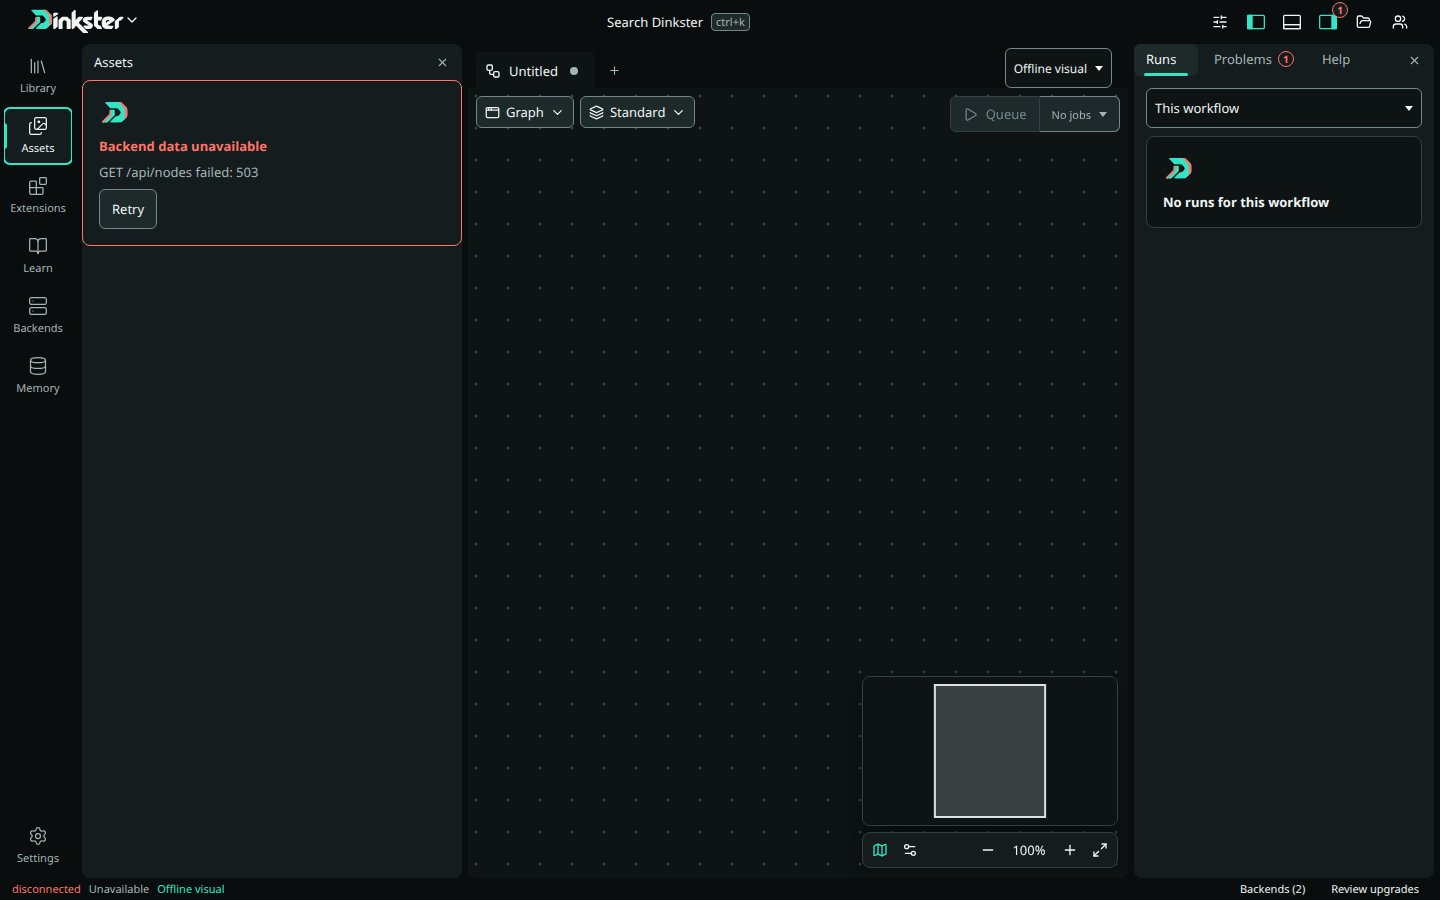 Dinkster
Search Dinkster ctrl+k
1
Library
Assets
Extensions
Learn
Backends
Memory
Settings
Assets
Backend data unavailable
GET /api/nodes failed: 503
Retry
Untitled
Offline visual
Graph
Standard
Queue
No jobs
100%
Runs
Problems 1
Help
This workflow
No runs for this workflow
disconnected Unavailable Offline visual
Backends (2) Review upgrades